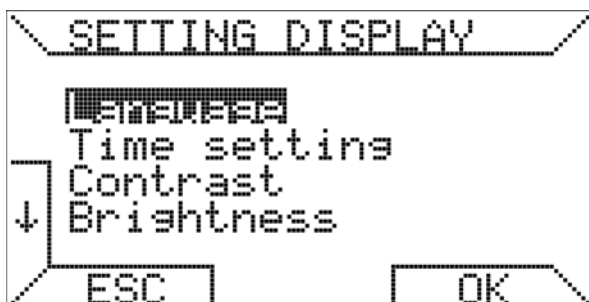 SETTING DISPLAY
Language
Time setting
Contrast
↓ Brightness
ESC OK